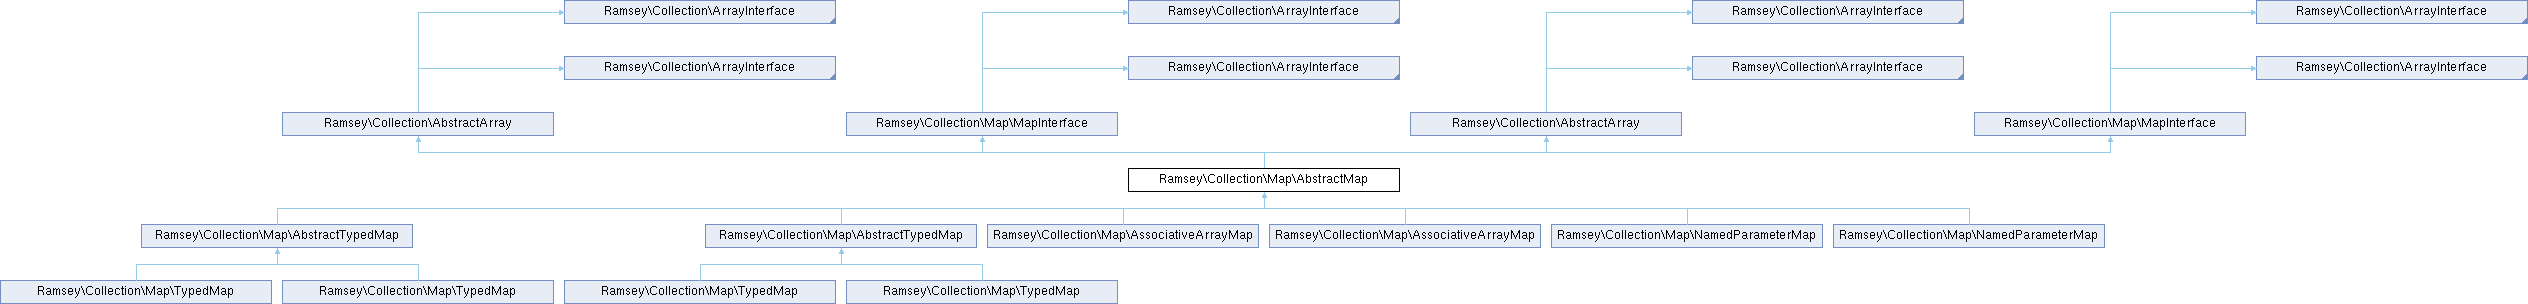 Ramsey\Collection\ArrayInterface
Ramsey\Collection\ArrayInterface
Ramsey\Collection\ArrayInterface
Ramsey\Collection\ArrayInterface
Ramsey\Collection\ArrayInterface
Ramsey\Collection\ArrayInterface
Ramsey\Collection\ArrayInterface
Ramsey\Collection\ArrayInterface
Ramsey\Collection\AbstractArray
Ramsey\Collection\Map\MapInterface
Ramsey\Collection\AbstractArray
Ramsey\Collection\Map\MapInterface
Ramsey\Collection\Map\AbstractMap
Ramsey\Collection\Map\AbstractTypedMap
Ramsey\Collection\Map\AbstractTypedMap
Ramsey\Collection\Map\AssociativeArrayMap
Ramsey\Collection\Map\AssociativeArrayMap
Ramsey\Collection\Map\NamedParameterMap
Ramsey\Collection\Map\NamedParameterMap
Ramsey\Collection\Map\TypedMap
Ramsey\Collection\Map\TypedMap
Ramsey\Collection\Map\TypedMap
Ramsey\Collection\Map\TypedMap